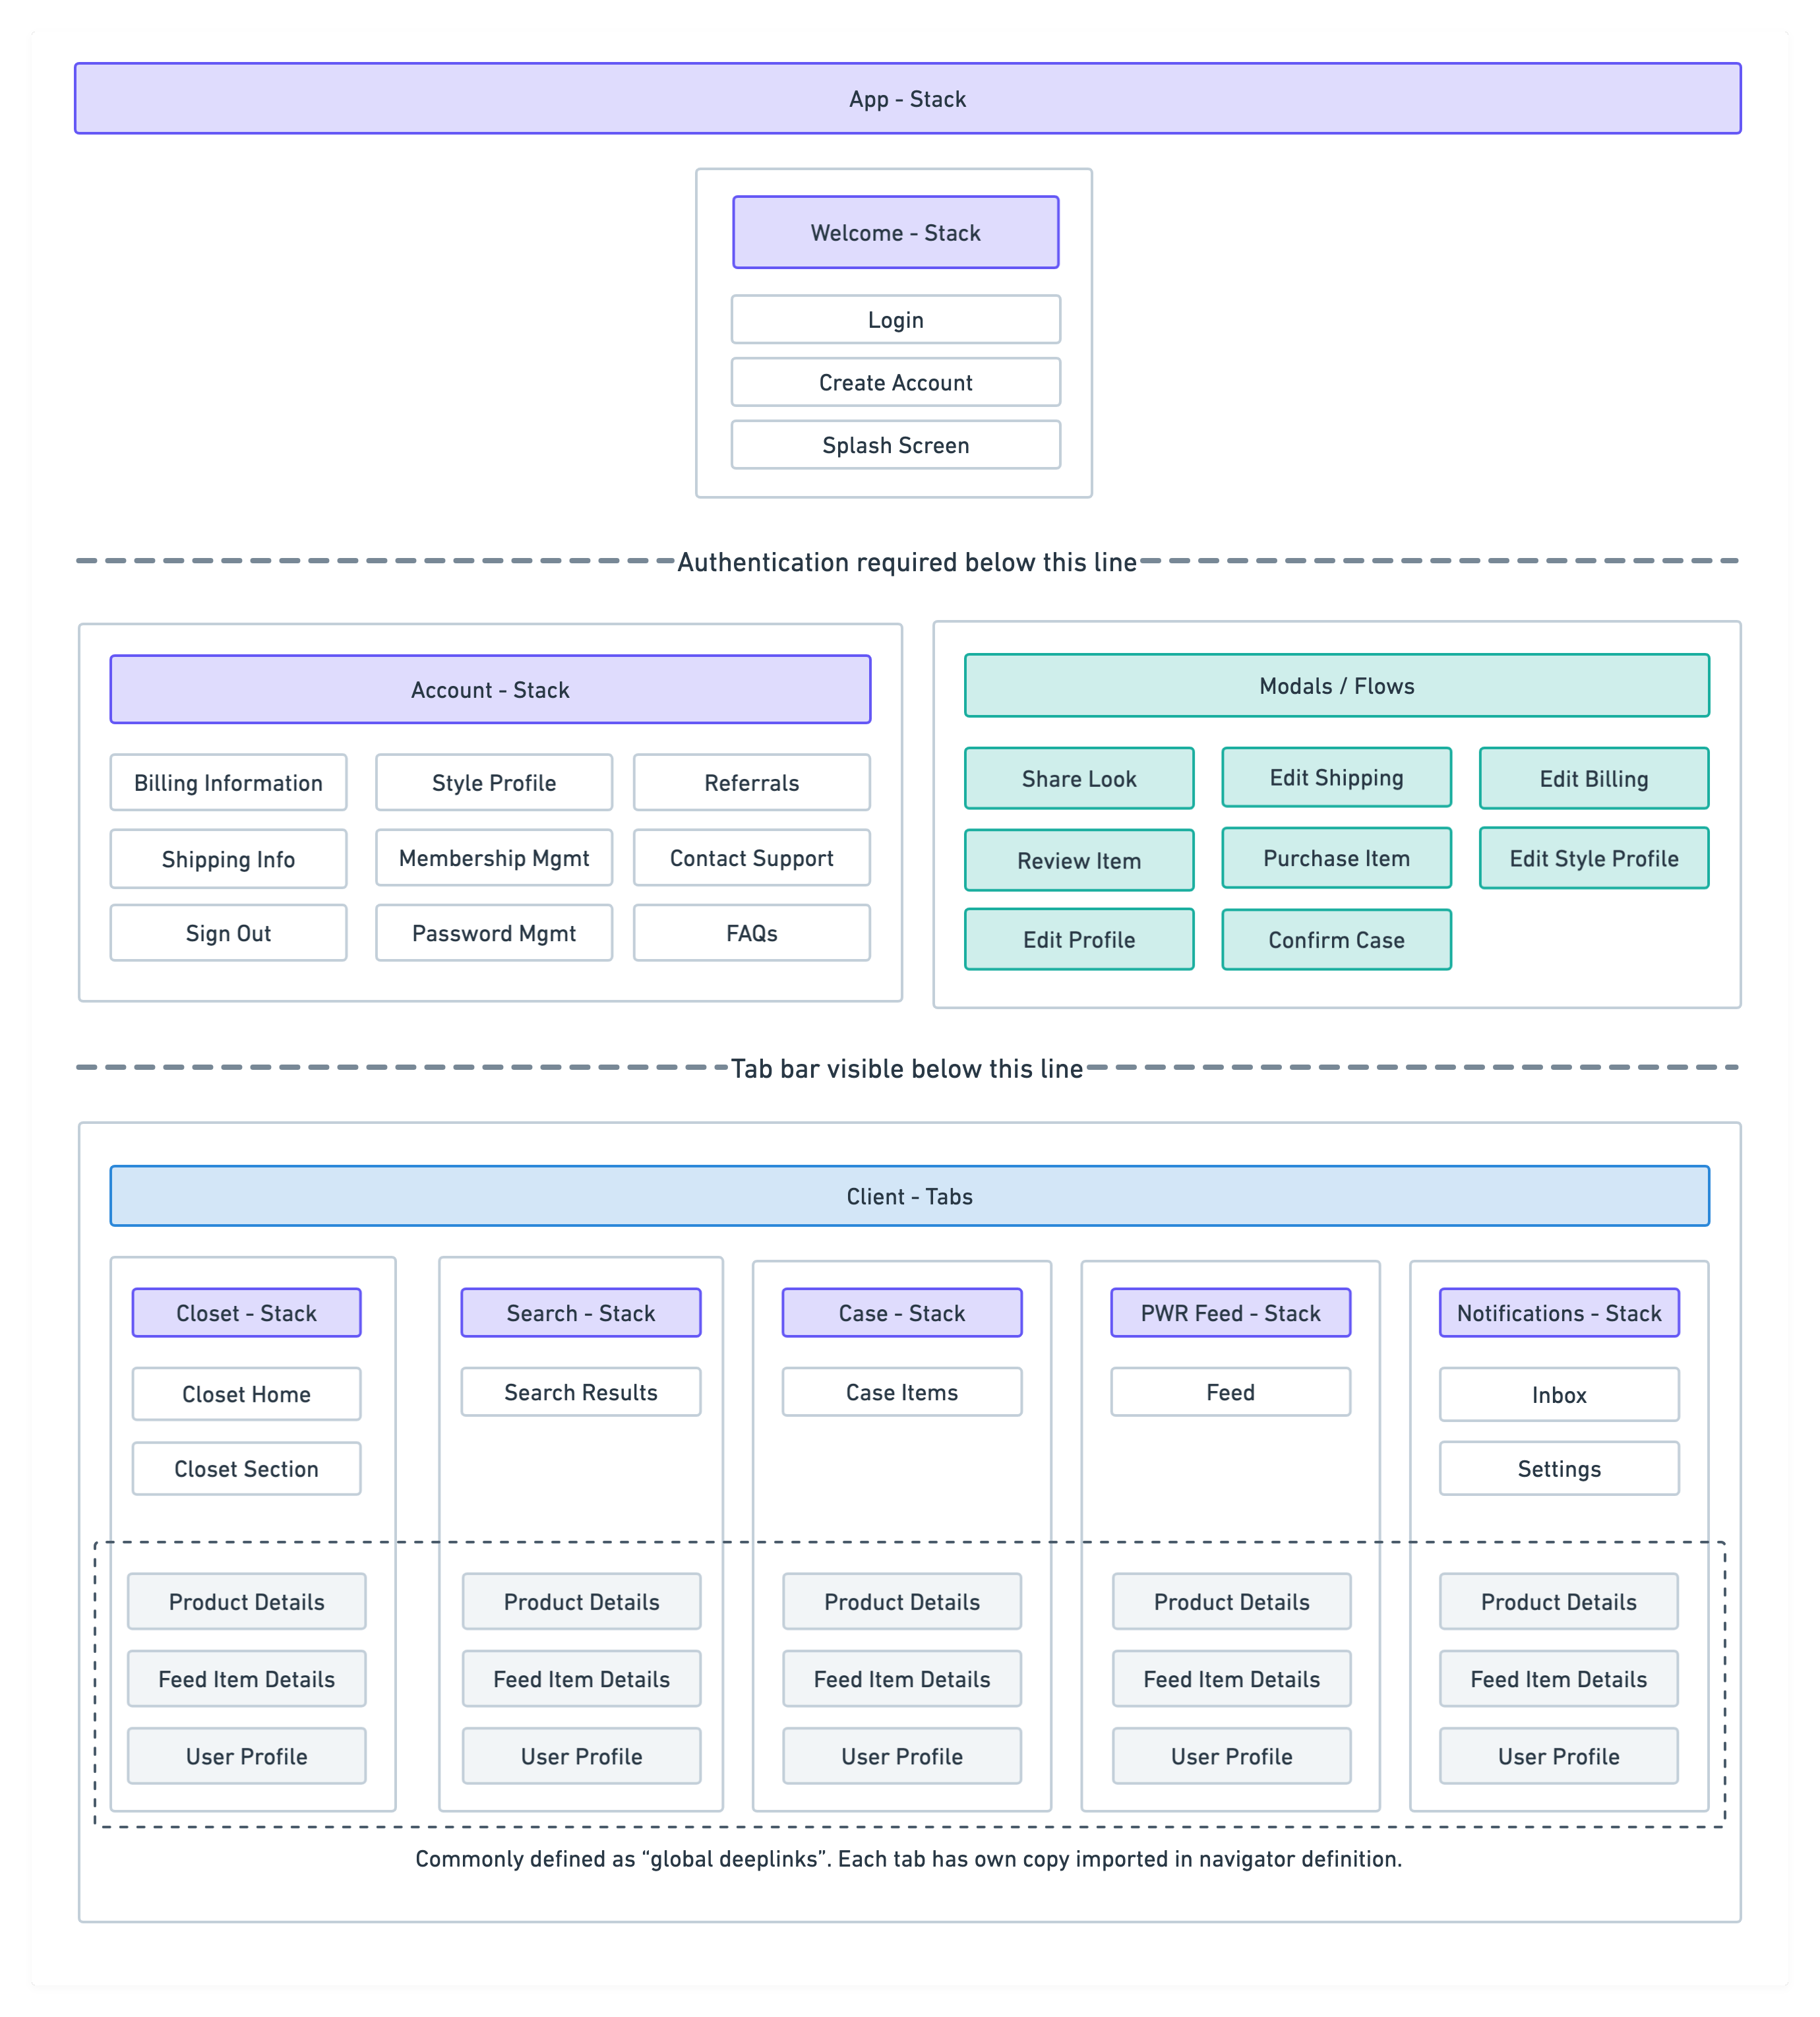 App - Stack
Welcome - Stack
Login
Create Account
Splash Screen
Authentication required below this line
Account - Stack
Billing Information
Style Profile
Referrals
Shipping Info
Membership Mgmt
Contact Support
Sign Out
Password Mgmt
FAQs
Modals / Flows
Share Look
Edit Shipping
Edit Billing
Review Item
Purchase Item
Edit Style Profile
Edit Profile
Confirm Case
Tab bar visible below this line
Client - Tabs
Closet - Stack
Closet Home
Closet Section
Product Details
Feed Item Details
User Profile
Search - Stack
Search Results
Product Details
Feed Item Details
User Profile
Case - Stack
Case Items
Product Details
Feed Item Details
User Profile
PWR Feed - Stack
Feed
Product Details
Feed Item Details
User Profile
Notifications - Stack
Inbox
Settings
Product Details
Feed Item Details
User Profile
Commonly defined as “global deeplinks”. Each tab has own copy imported in navigator definition.